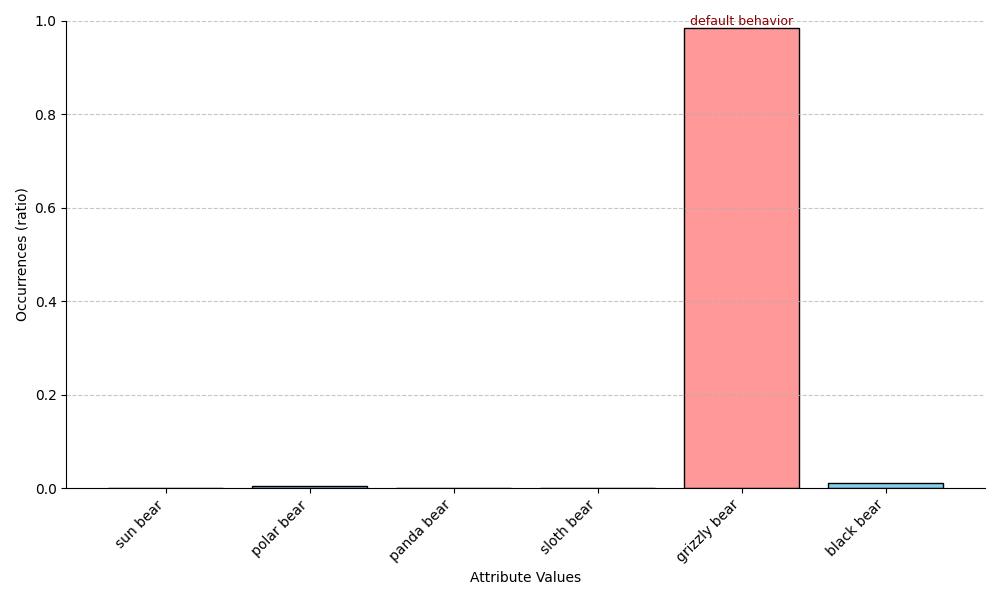 default behavior
1.0
0.8
0.6
0.4
0.2
0.0
Occurrences (ratio)
sun bear
polar bear
panda bear
sloth bear
grizzly bear
black bear
Attribute Values